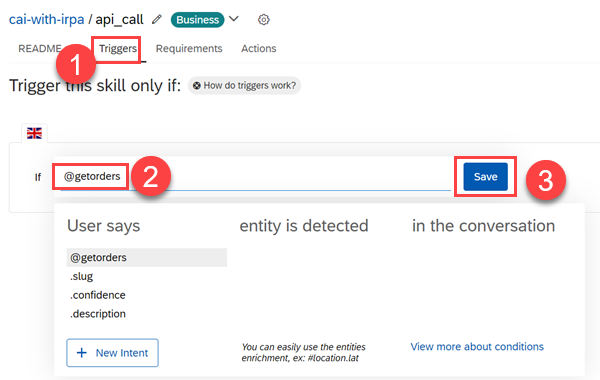 cai-with-irpa / api_call Business
README Triggers Requirements Actions
1
Trigger this skill only if: How do triggers work?
If @getorders 2 Save 3
User says entity is detected in the conversation
@getorders
.slug
.confidence
.description
+ New Intent
You can easily use the entities
enrichment, ex: #location.lat
View more about conditions